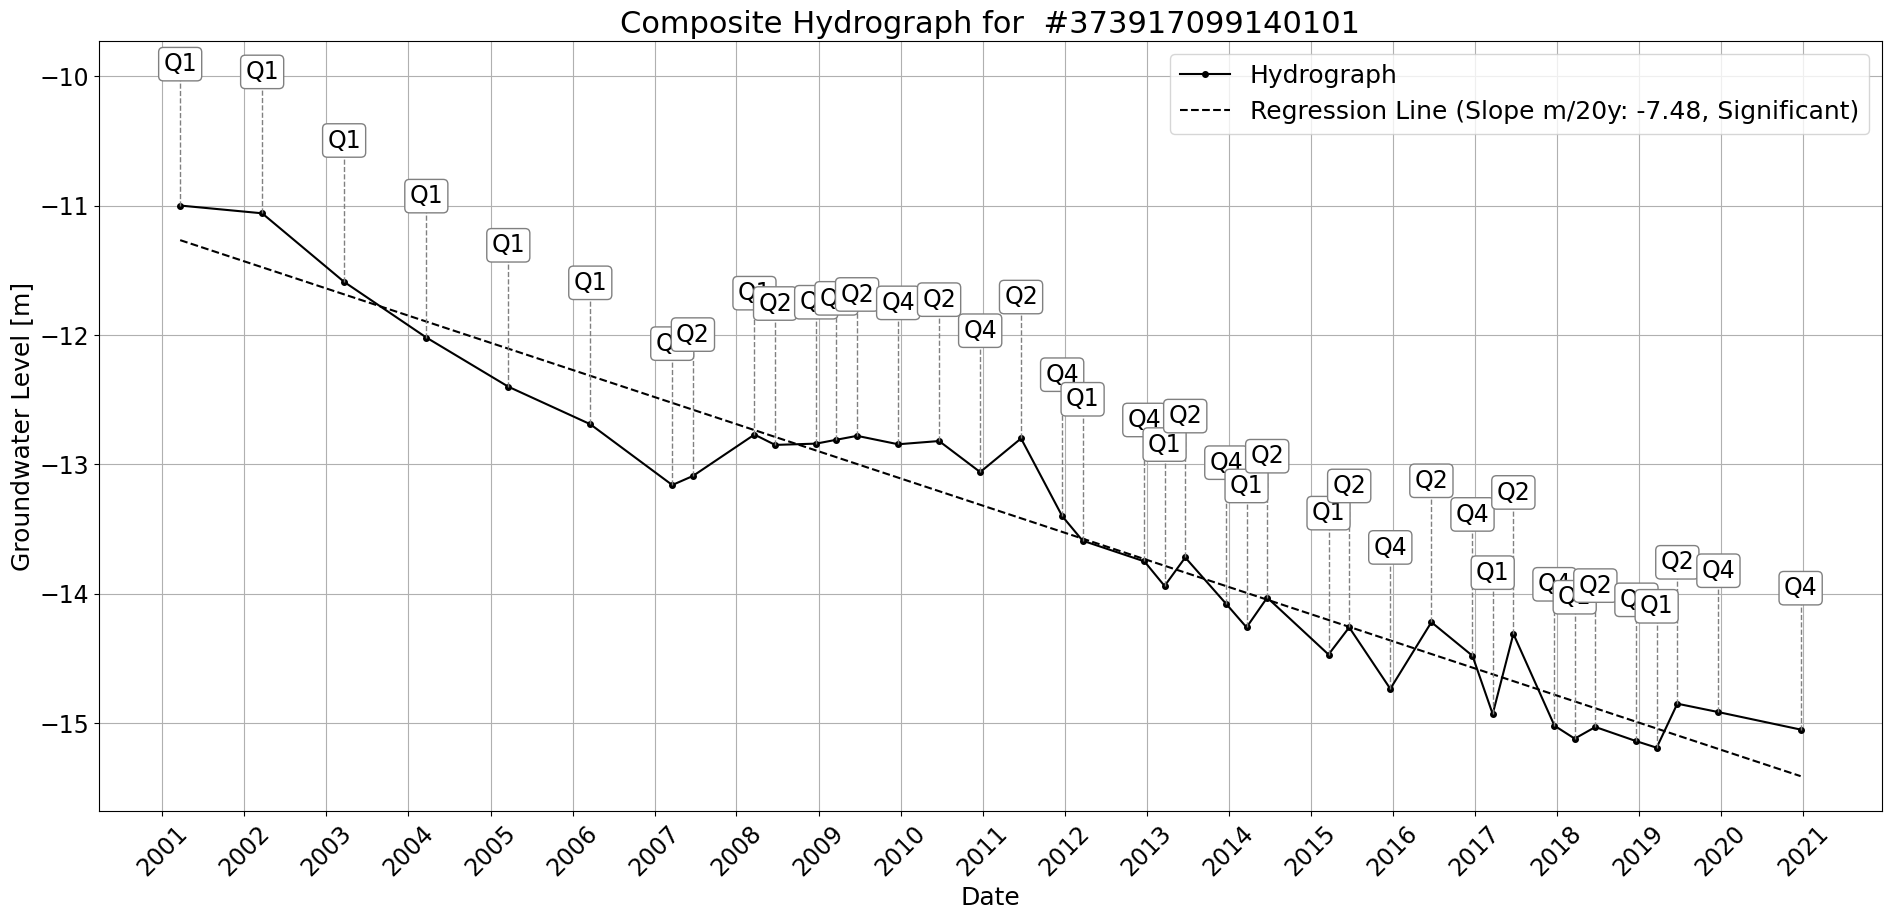 Composite Hydrograph for #373917099140101
Hydrograph
Regression Line (Slope m/20y: -7.48, Significant)
Groundwater Level [m]
−10
−11
−12
−13
−14
−15
Q1
Q1
Q1
Q1
Q1
Q1
Q2
Q1
Q2
Q2
Q4
Q2
Q4
Q2
Q4
Q1
Q4
Q1
Q2
Q4
Q1
Q2
Q1
Q2
Q4
Q2
Q4
Q1
Q2
Q4
Q2
Q1
Q2
Q4
Q4
2001
2002
2003
2004
2005
2006
2007
2008
2009
2010
2011
2012
2013
2014
2015
2016
2017
2018
2019
2020
2021
Date